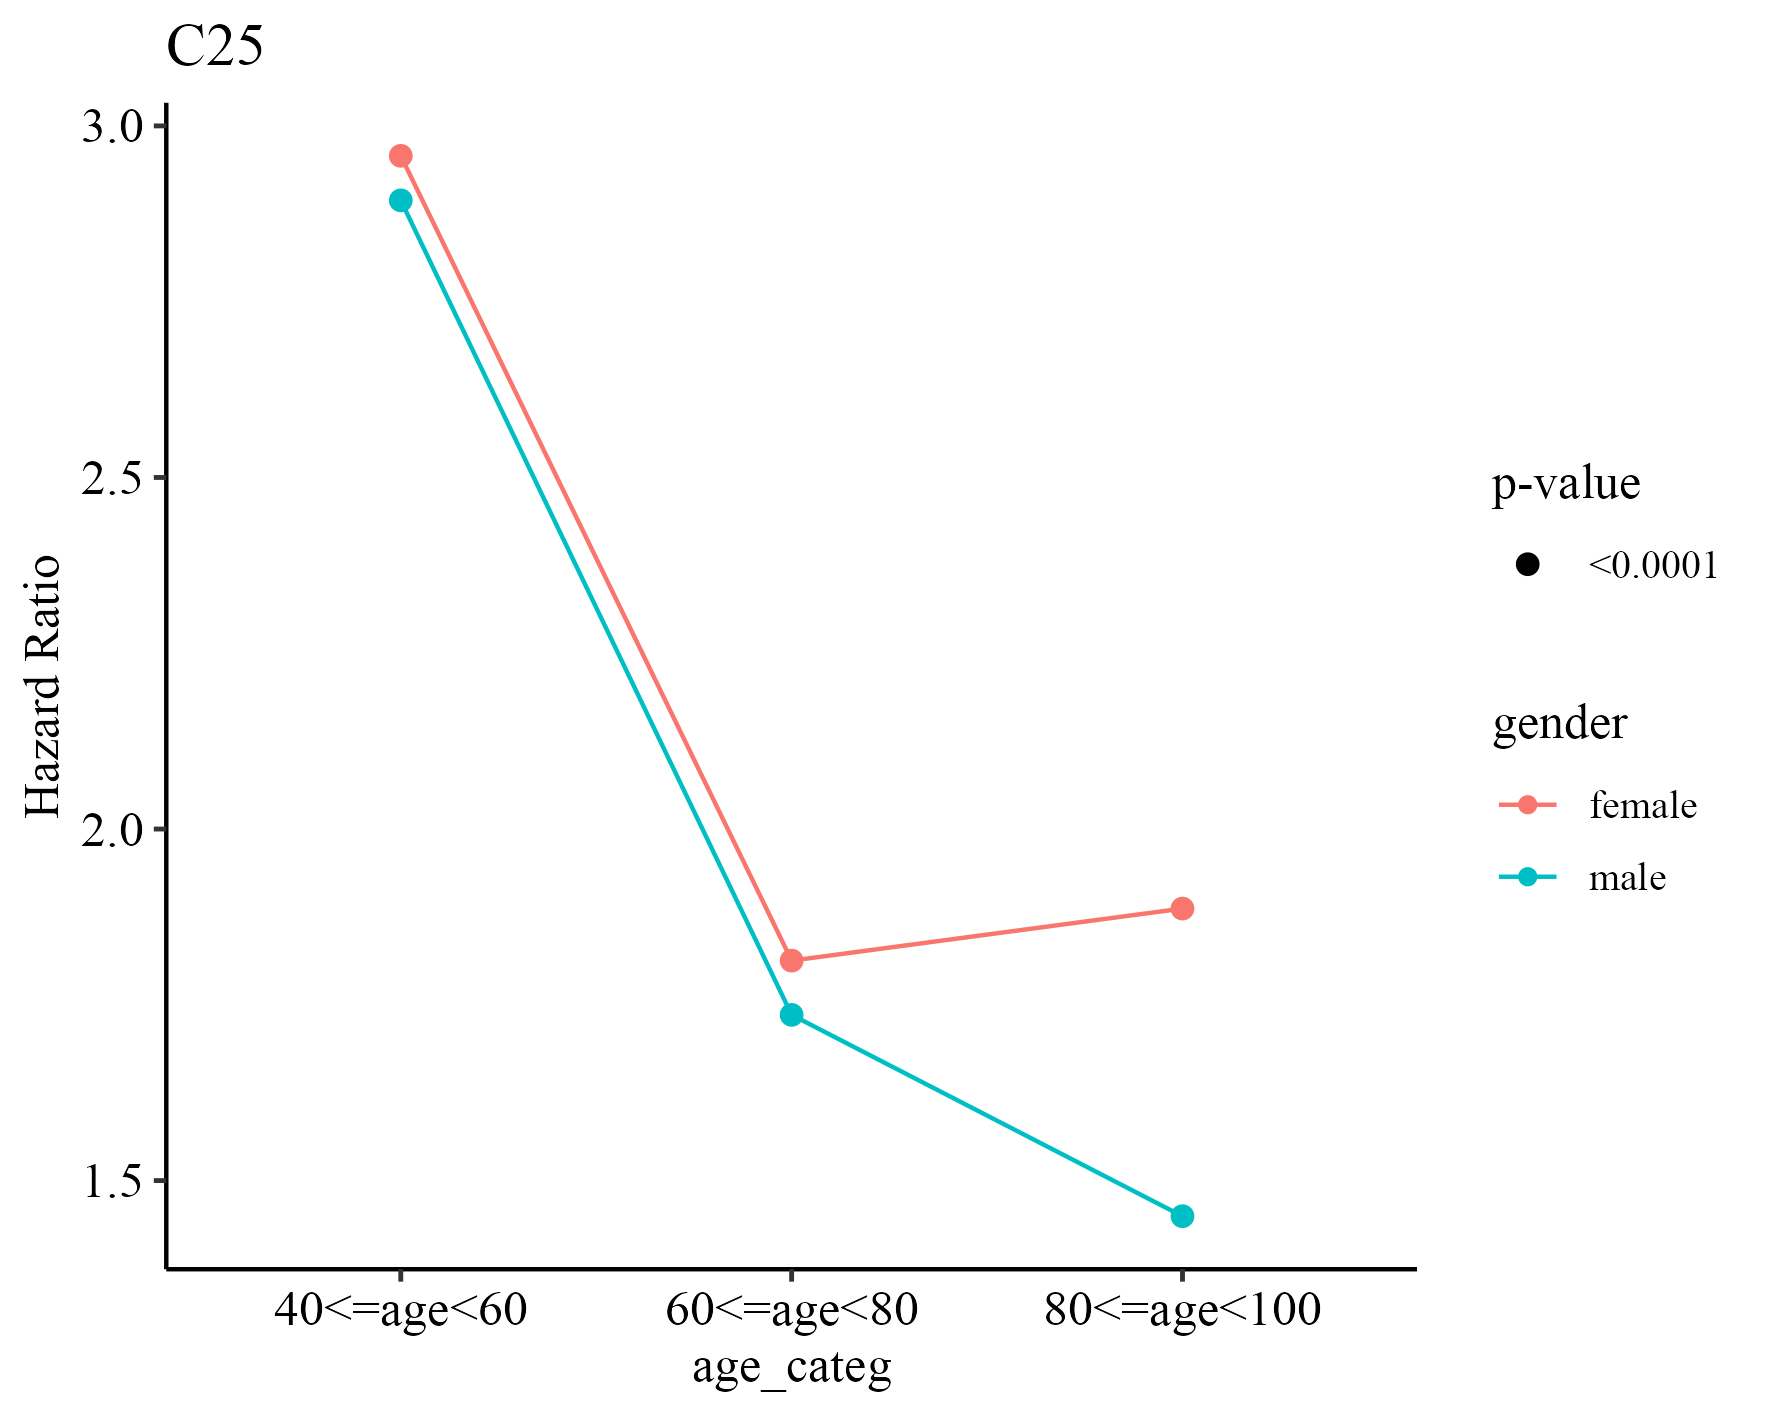 C25
3.0
2.5
2.0
1.5
Hazard Ratio
40<=age<60
60<=age<80
80<=age<100
age_categ
p-value
<0.0001
gender
female
male